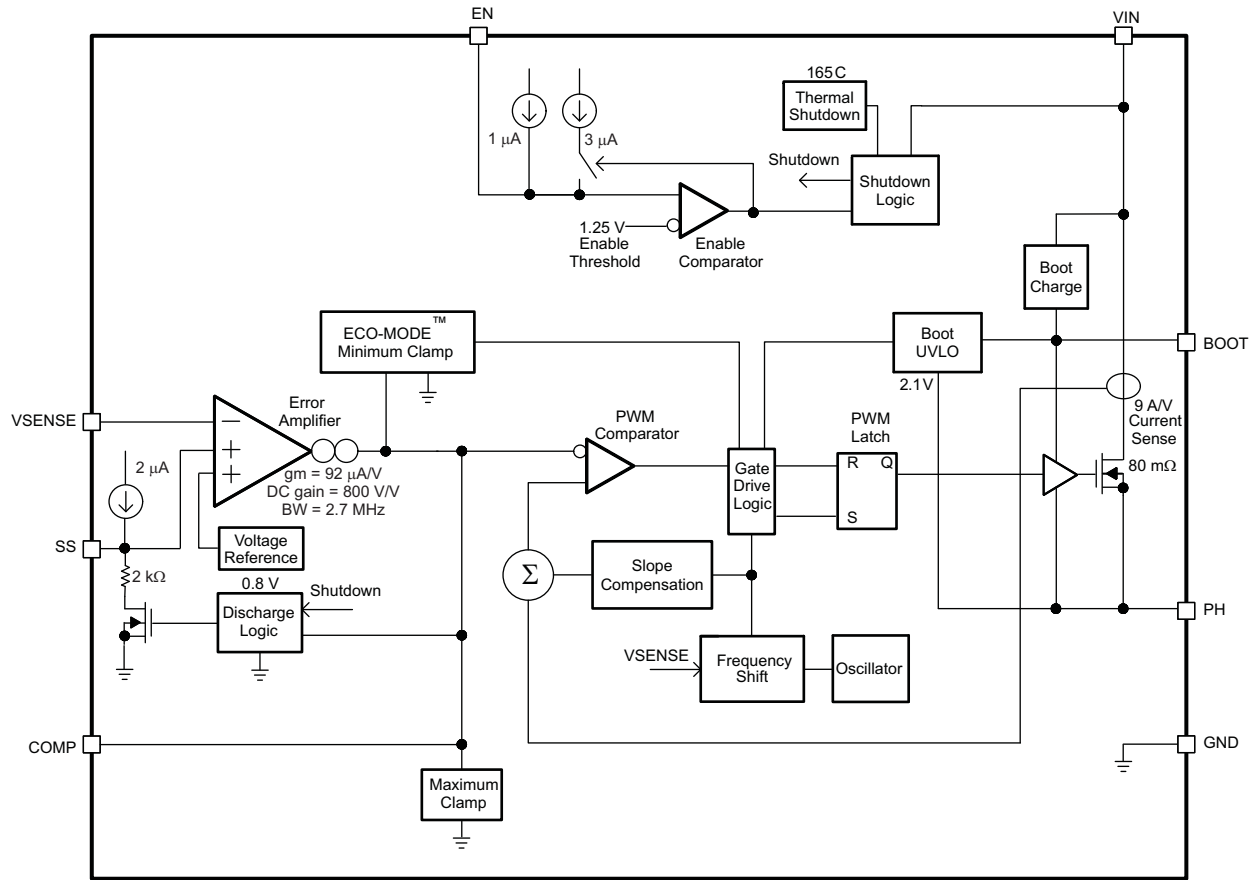 EN
VIN
165C
Thermal
Shutdown
1 μA
3 μA
Shutdown
Shutdown
Logic
1.25 V
Enable
Threshold
Enable
Comparator
Boot
Charge
ECO-MODE™
Minimum Clamp
Boot
UVLO
BOOT
2.1V
VSENSE
Error
Amplifier
PWM
Comparator
PWM
Latch
9 A/V
Current
Sense
2 μA
gm = 92 μA/V
DC gain = 800 V/V
BW = 2.7 MHz
Gate
Drive
Logic
R
Q
S
80 mΩ
SS
Voltage
Reference
2 kΩ
0.8 V
Shutdown
Discharge
Logic
Σ
Slope
Compensation
PH
VSENSE
Frequency
Shift
Oscillator
COMP
GND
Maximum
Clamp